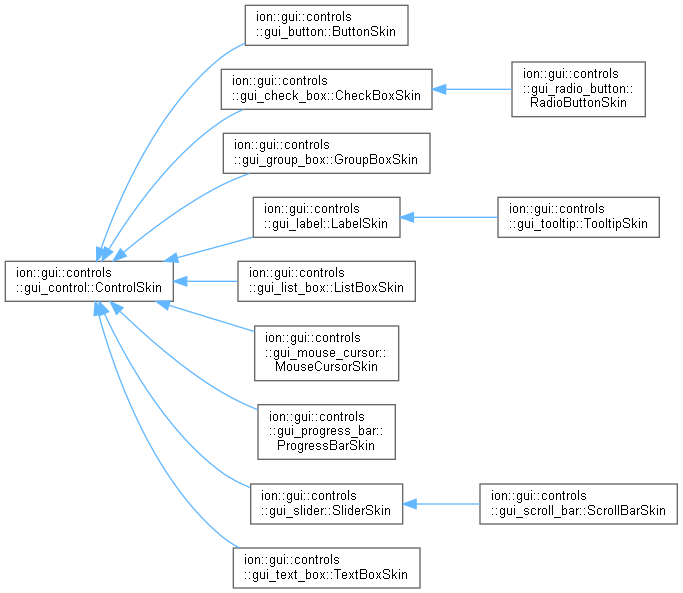 ion::gui::controls
::gui_button::ButtonSkin
ion::gui::controls
::gui_check_box::CheckBoxSkin
ion::gui::controls
::gui_radio_button::
RadioButtonSkin
ion::gui::controls
::gui_group_box::GroupBoxSkin
ion::gui::controls
::gui_label::LabelSkin
ion::gui::controls
::gui_tooltip::TooltipSkin
ion::gui::controls
::gui_control::ControlSkin
ion::gui::controls
::gui_list_box::ListBoxSkin
ion::gui::controls
::gui_mouse_cursor::
MouseCursorSkin
ion::gui::controls
::gui_progress_bar::
ProgressBarSkin
ion::gui::controls
::gui_slider::SliderSkin
ion::gui::controls
::gui_scroll_bar::ScrollBarSkin
ion::gui::controls
::gui_text_box::TextBoxSkin